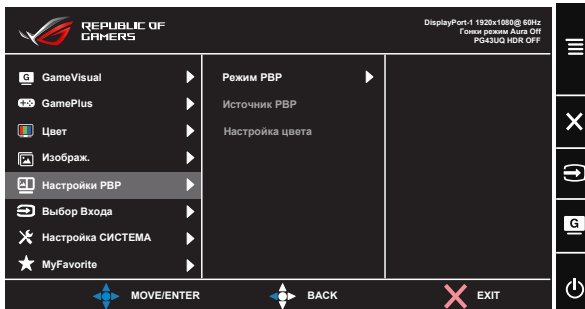 REPUBLIC OF
GAMERS
DisplayPort-1 1920x1080@ 60Hz
Гонки режим Aura Off
PG43UQ HDR OFF
G GameVisual
GamePlus
Цвет
Изображ.
Настройки PBP
Выбор Входа
Настройка СИСТЕМА
MyFavorite
Режим PBP
Источник PBP
Настройка цвета
MOVE/ENTER
BACK
EXIT
G